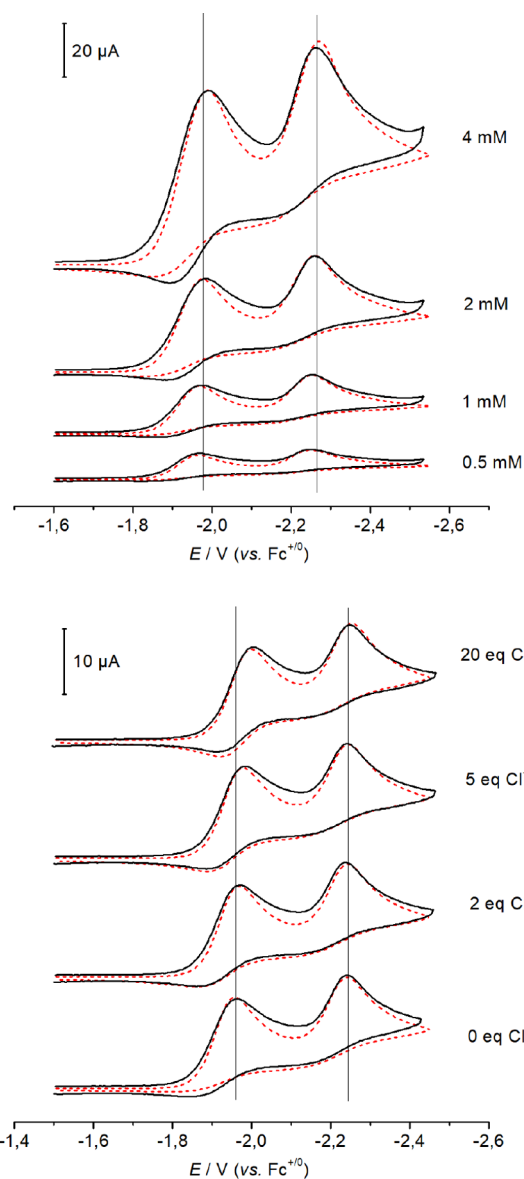 20 µA
4 mM
2 mM
1 mM
0.5 mM
-1,6 -1,8 -2,0 -2,2 -2,4 -2,6
E / V (vs. Fc+/0)
10 µA
20 eq C
5 eq Cl
2 eq C
0 eq Cl
-1,4 -1,6 -1,8 -2,0 -2,2 -2,4 -2,6
E / V (vs. Fc+/0)